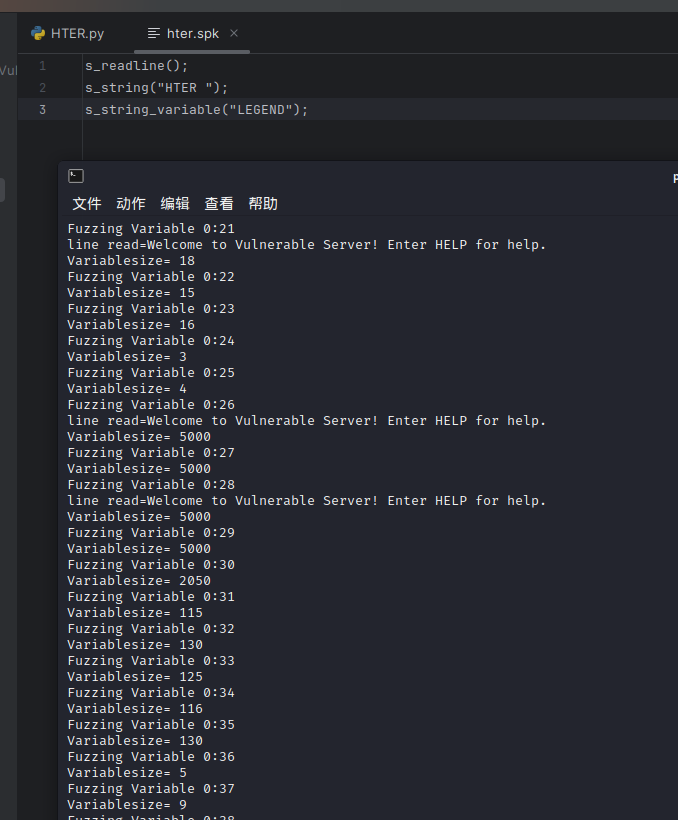 HTER.py hter.spk
Vul
1 s_readline();
2 s_string("HTER ");
3 s_string_variable("LEGEND");
文件 动作 编辑 查看 帮助
Fuzzing Variable 0:21
line read=Welcome to Vulnerable Server! Enter HELP for help.
Variablesize= 18
Fuzzing Variable 0:22
Variablesize= 15
Fuzzing Variable 0:23
Variablesize= 16
Fuzzing Variable 0:24
Variablesize= 3
Fuzzing Variable 0:25
Variablesize= 4
Fuzzing Variable 0:26
line read=Welcome to Vulnerable Server! Enter HELP for help.
Variablesize= 5000
Fuzzing Variable 0:27
Variablesize= 5000
Fuzzing Variable 0:28
line read=Welcome to Vulnerable Server! Enter HELP for help.
Variablesize= 5000
Fuzzing Variable 0:29
Variablesize= 5000
Fuzzing Variable 0:30
Variablesize= 2050
Fuzzing Variable 0:31
Variablesize= 115
Fuzzing Variable 0:32
Variablesize= 130
Fuzzing Variable 0:33
Variablesize= 125
Fuzzing Variable 0:34
Variablesize= 116
Fuzzing Variable 0:35
Variablesize= 130
Fuzzing Variable 0:36
Variablesize= 5
Fuzzing Variable 0:37
Variablesize= 9
Fuzzing Variable 0:38